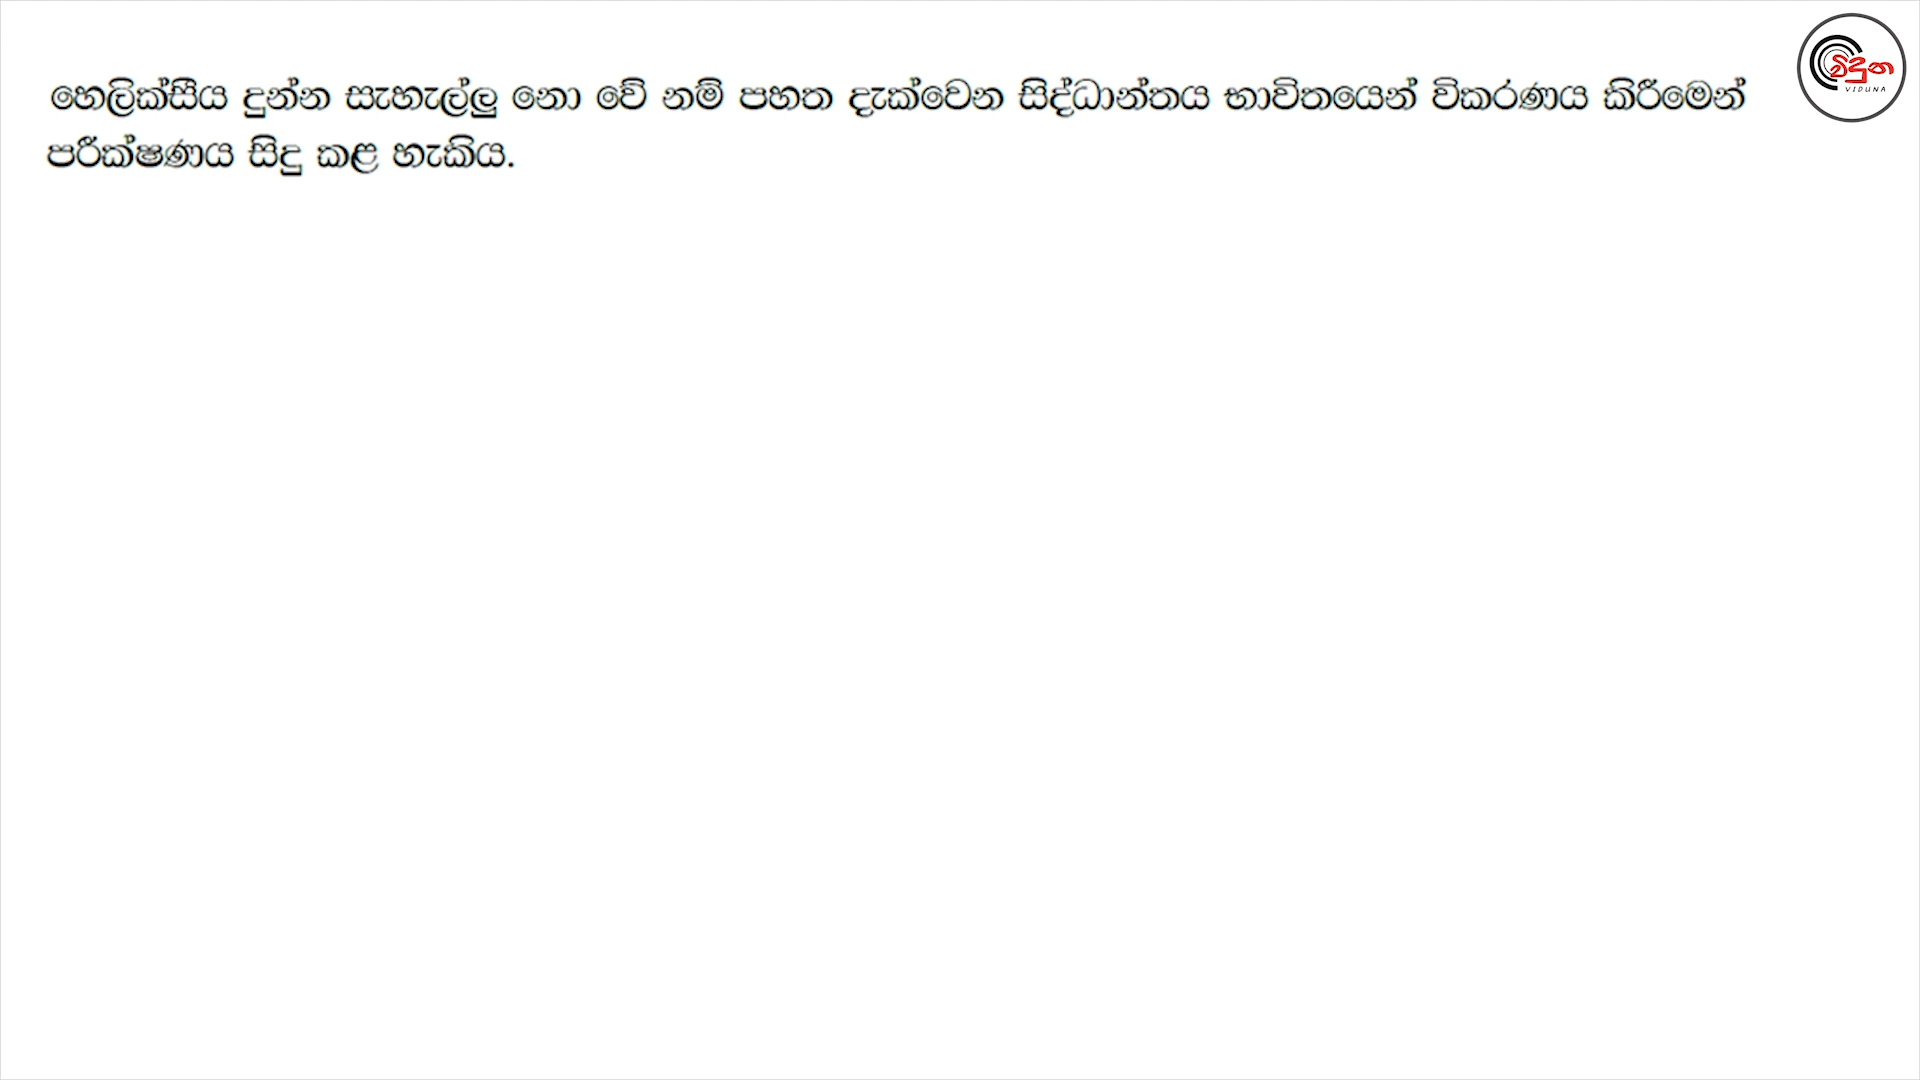 හෙලික්සීය දුන්න සැහැල්ලු නො වේ නම් පහත දැක්වෙන සිද්ධාන්තය භාවිතයෙන් විකරණය කිරීමෙන්
පරීක්ෂණය සිදු කළ හැකිය.
විදුන
VIDUNA